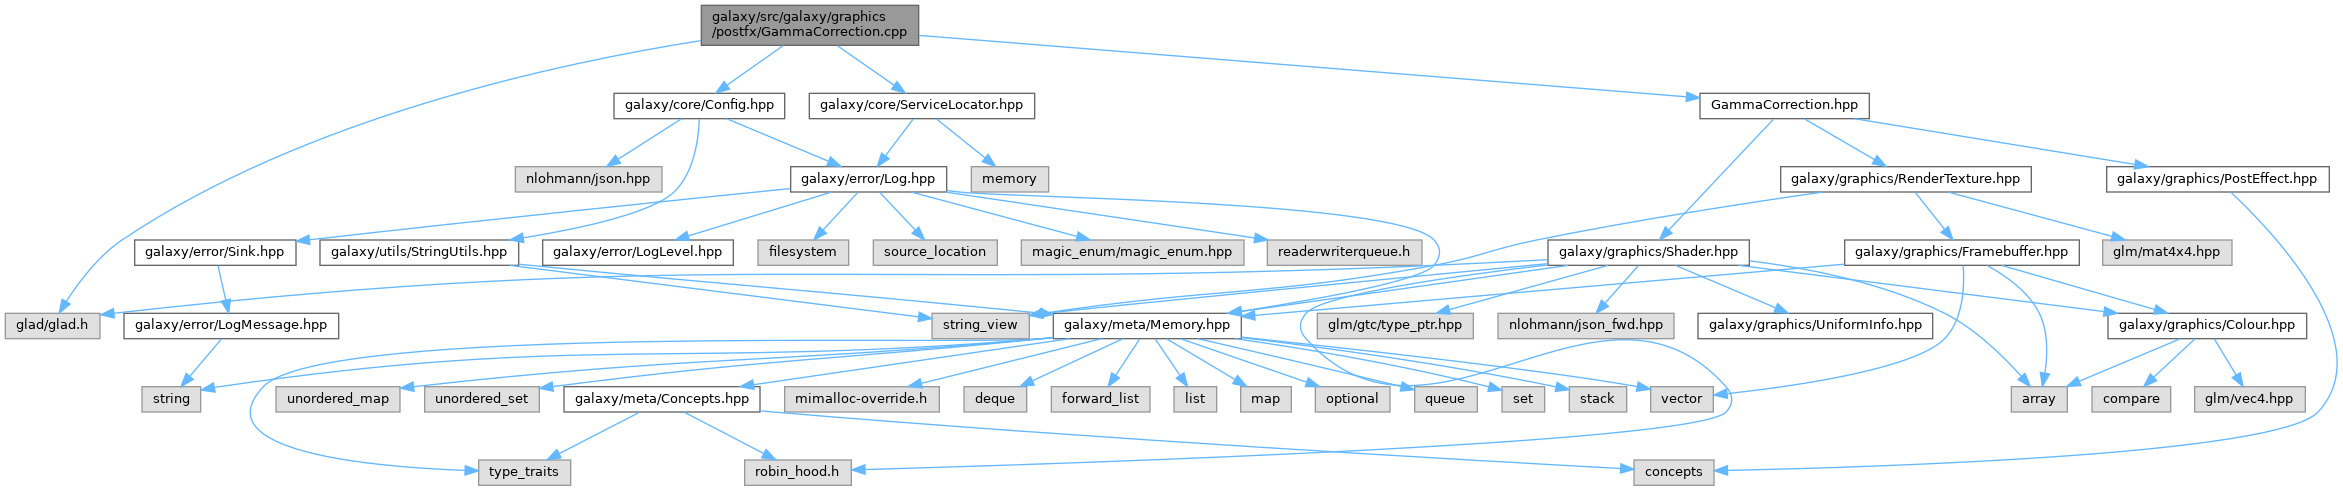 galaxy/src/galaxy/graphics
/postfx/GammaCorrection.cpp
galaxy/core/Config.hpp
galaxy/core/ServiceLocator.hpp
GammaCorrection.hpp
nlohmann/json.hpp
galaxy/error/Log.hpp
memory
galaxy/graphics/RenderTexture.hpp
galaxy/graphics/PostEffect.hpp
galaxy/error/Sink.hpp
galaxy/utils/StringUtils.hpp
galaxy/error/LogLevel.hpp
filesystem
source_location
magic_enum/magic_enum.hpp
readerwriterqueue.h
galaxy/graphics/Shader.hpp
galaxy/graphics/Framebuffer.hpp
glm/mat4x4.hpp
glad/glad.h
galaxy/error/LogMessage.hpp
string_view
galaxy/meta/Memory.hpp
glm/gtc/type_ptr.hpp
nlohmann/json_fwd.hpp
galaxy/graphics/UniformInfo.hpp
galaxy/graphics/Colour.hpp
string
unordered_map
unordered_set
galaxy/meta/Concepts.hpp
mimalloc-override.h
deque
forward_list
list
map
optional
queue
set
stack
vector
array
compare
glm/vec4.hpp
type_traits
robin_hood.h
concepts